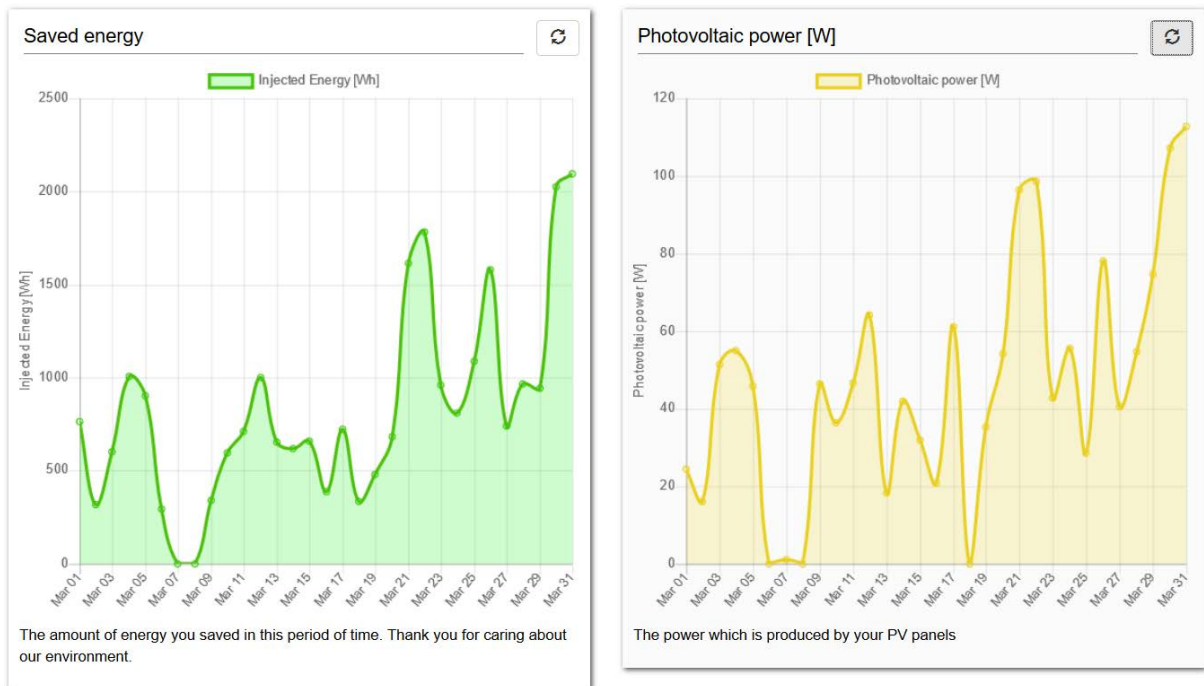 Saved energy
Injected Energy [Wh]
2500
2000
1500
1000
500
0
Injected Energy [Wh]
Mar 01
Mar 03
Mar 05
Mar 07
Mar 09
Mar 11
Mar 13
Mar 15
Mar 17
Mar 19
Mar 21
Mar 23
Mar 25
Mar 27
Mar 29
Mar 31
The amount of energy you saved in this period of time. Thank you for caring about
our environment.
Photovoltaic power [W]
Photovoltaic power [W]
120
100
80
60
40
20
0
Photovoltaic power [W]
Mar 01
Mar 03
Mar 05
Mar 07
Mar 09
Mar 11
Mar 13
Mar 15
Mar 17
Mar 19
Mar 21
Mar 23
Mar 25
Mar 27
Mar 29
Mar 31
The power which is produced by your PV panels